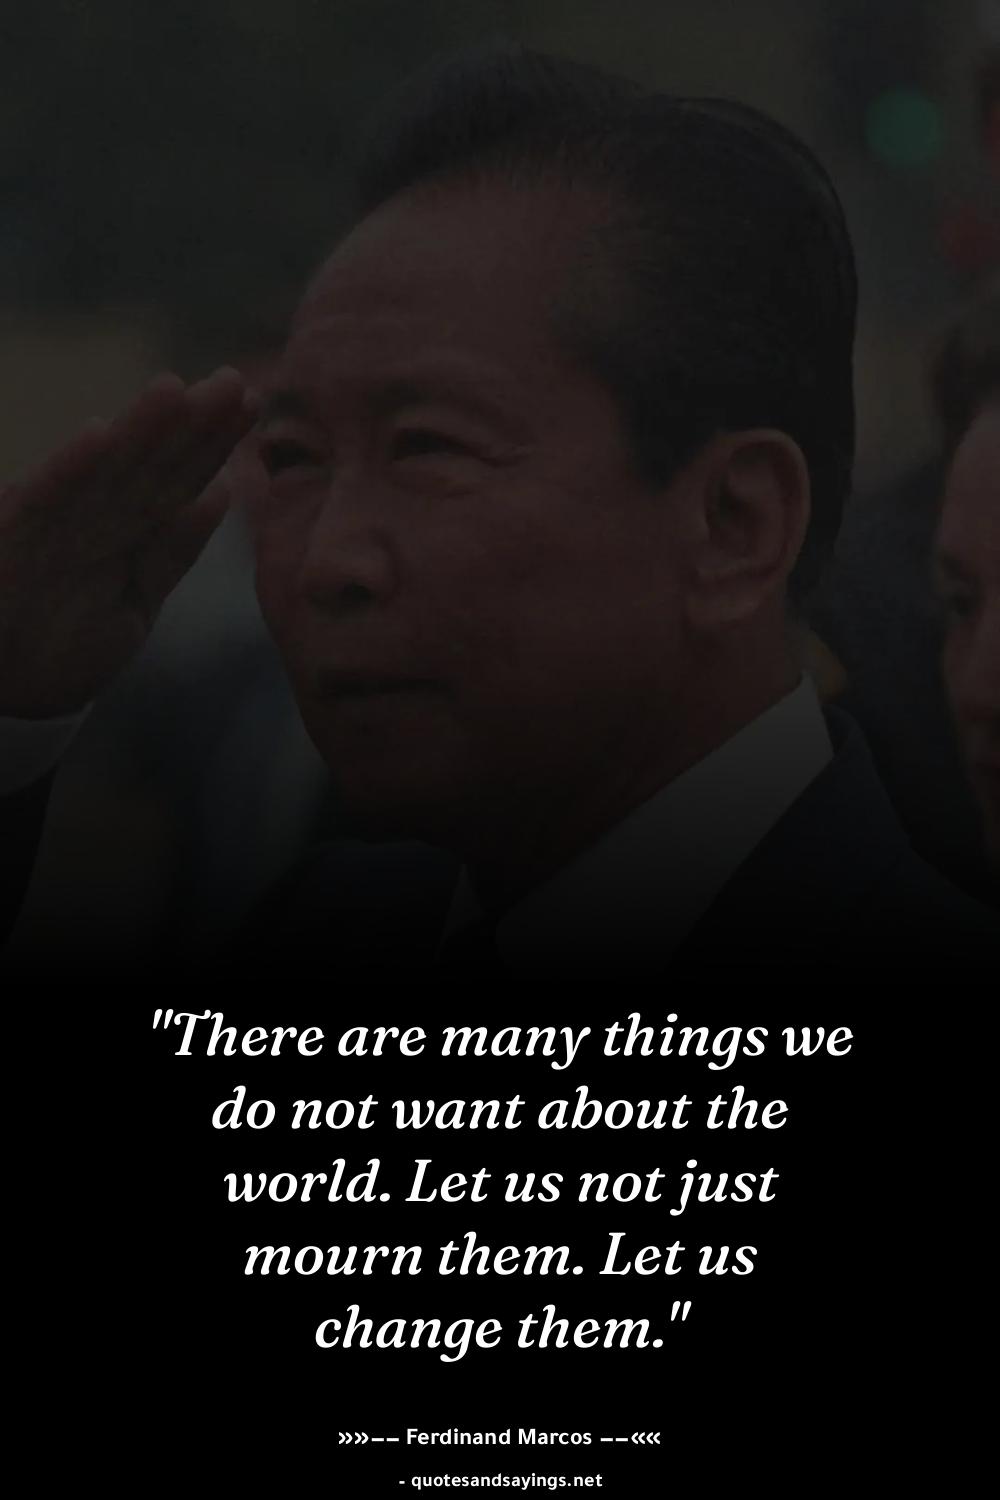 "There are many things we
do not want about the
world. Let us not just
mourn them. Let us
change them."
»»—— Ferdinand Marcos ——««
- quotesandsayings.net